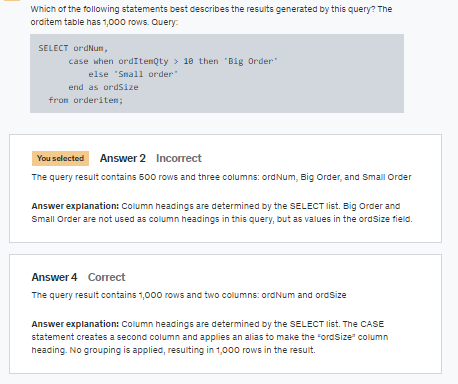 Which of the following statements best describes the results generated by this query? The
orditem table has 1,000 rows. Query:
SELECT ordNum,
case when ordItemQty > 10 then 'Big Order'
else 'Small order'
end as ordSize
from orderitem;
You selected Answer 2 Incorrect
The query result contains 500 rows and three columns: ordNum, Big Order, and Small Order
Answer explanation: Column headings are determined by the SELECT list. Big Order and
Small Order are not used as column headings in this query, but as values in the ordSize field.
Answer 4 Correct
The query result contains 1,000 rows and two columns: ordNum and ordSize
Answer explanation: Column headings are determined by the SELECT list. The CASE
statement creates a second column and applies an alias to make the "ordSize" column
heading. No grouping is applied, resulting in 1,000 rows in the result.